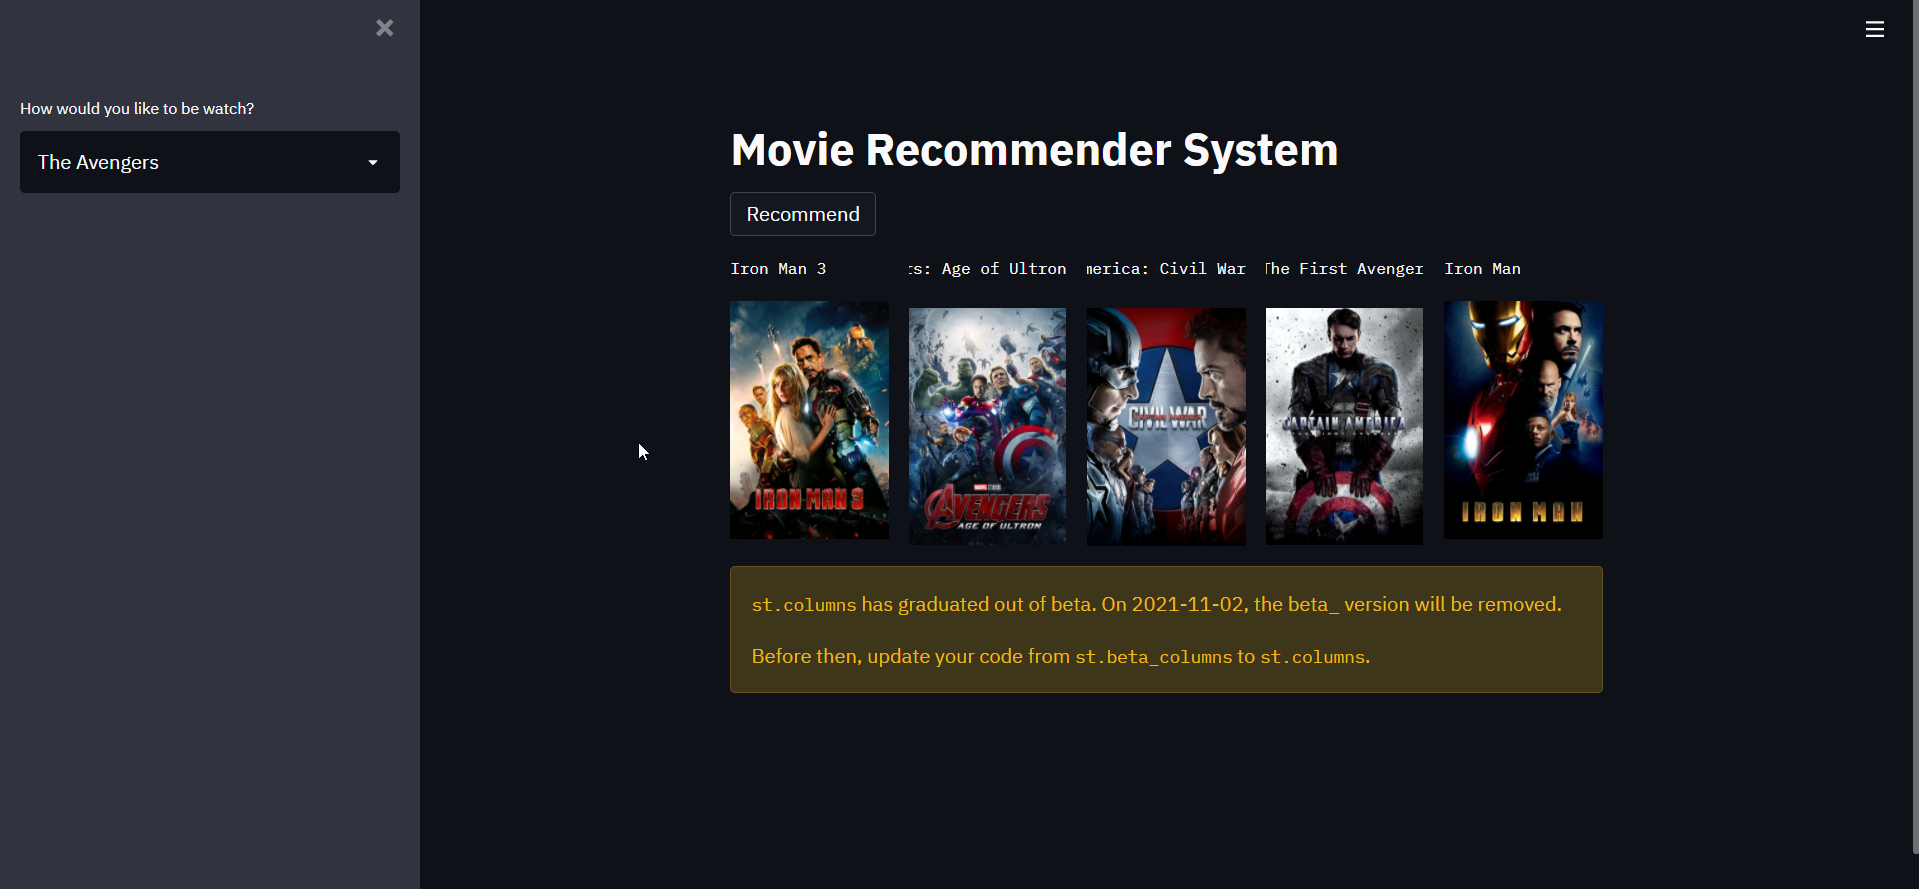 How would you like to be watch?
The Avengers
Movie Recommender System
Recommend
Iron Man 3
rs: Age of Ultron
merica: Civil War
The First Avenger
Iron Man
IRON MAN 3
AVENGERS
AGE OF ULTRON
CIVIL WAR
CAPTAIN AMERICA
IRON MAN
st.columns has graduated out of beta. On 2021-11-02, the beta_ version will be removed.
Before then, update your code from st.beta_columns to st.columns.